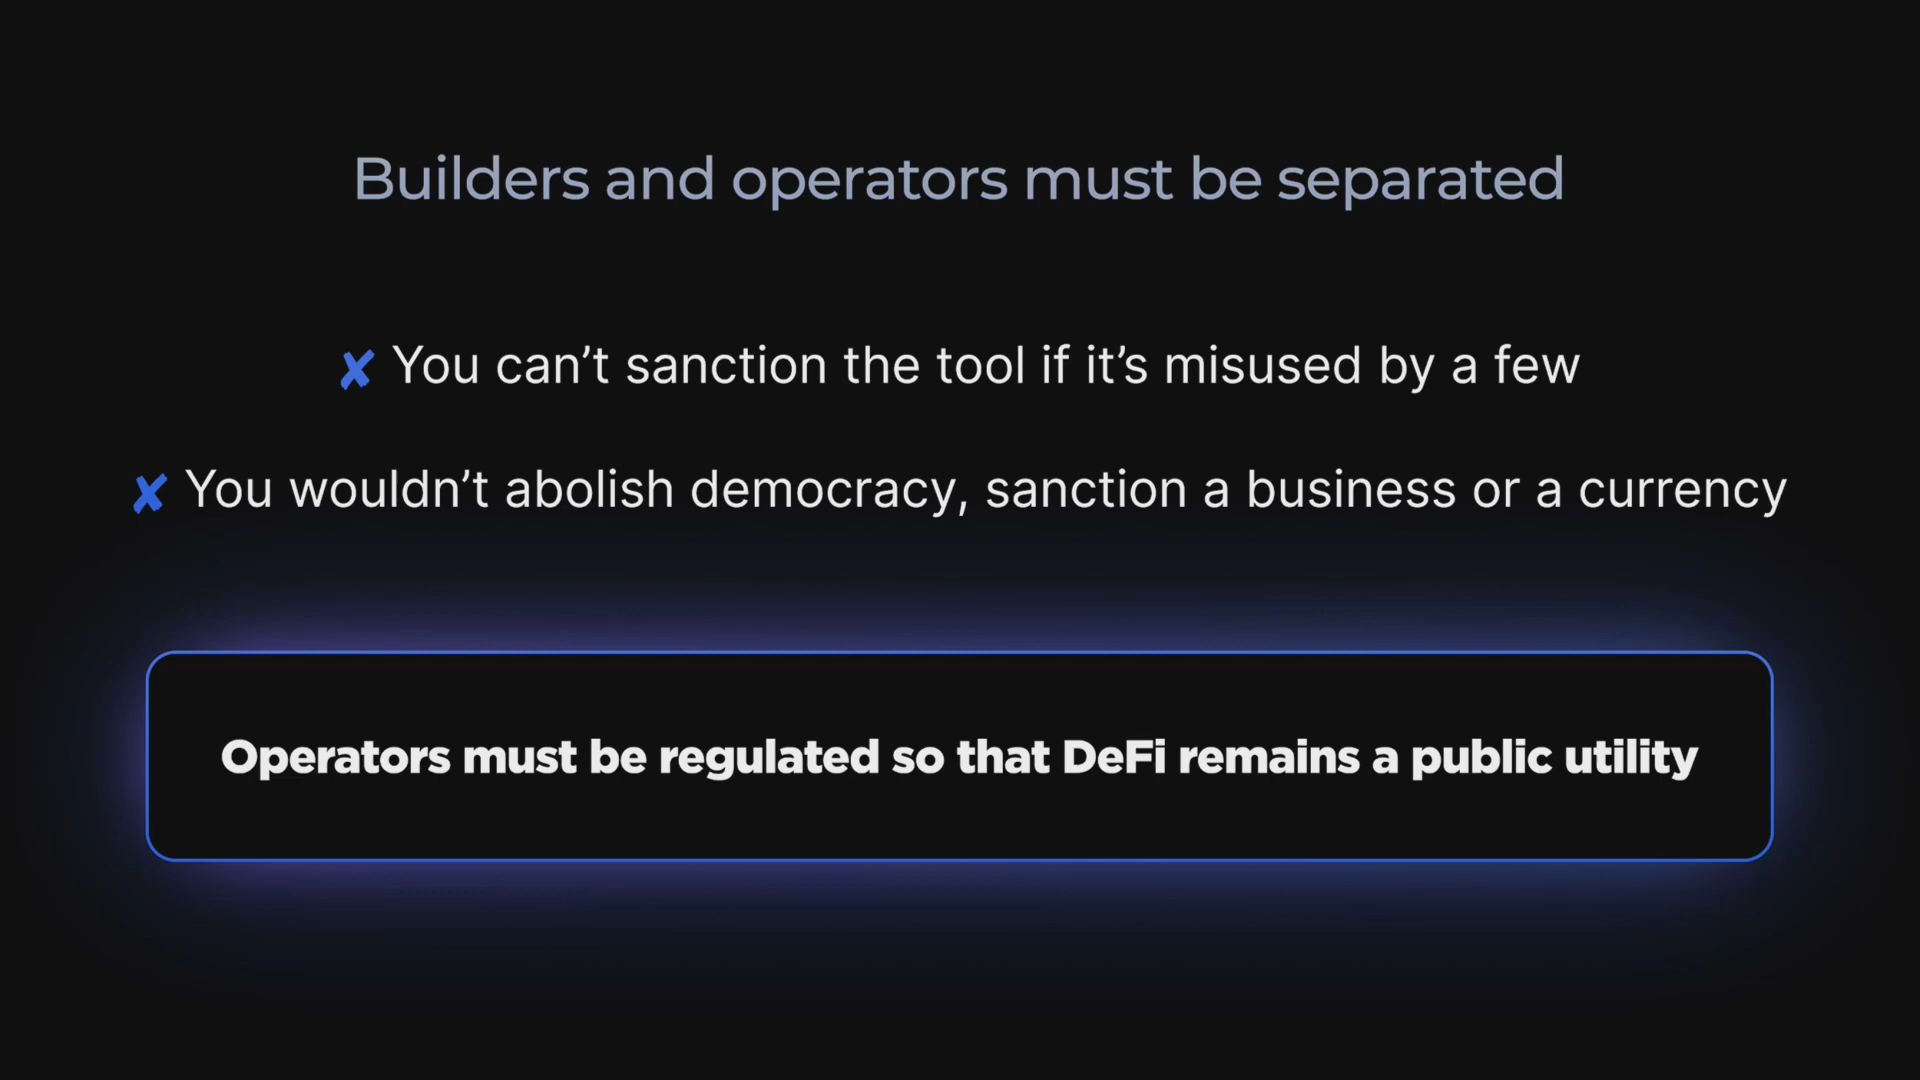 Builders and operators must be separated
✘ You can’t sanction the tool if it’s misused by a few
✘ You wouldn’t abolish democracy, sanction a business or a currency
Operators must be regulated so that DeFi remains a public utility